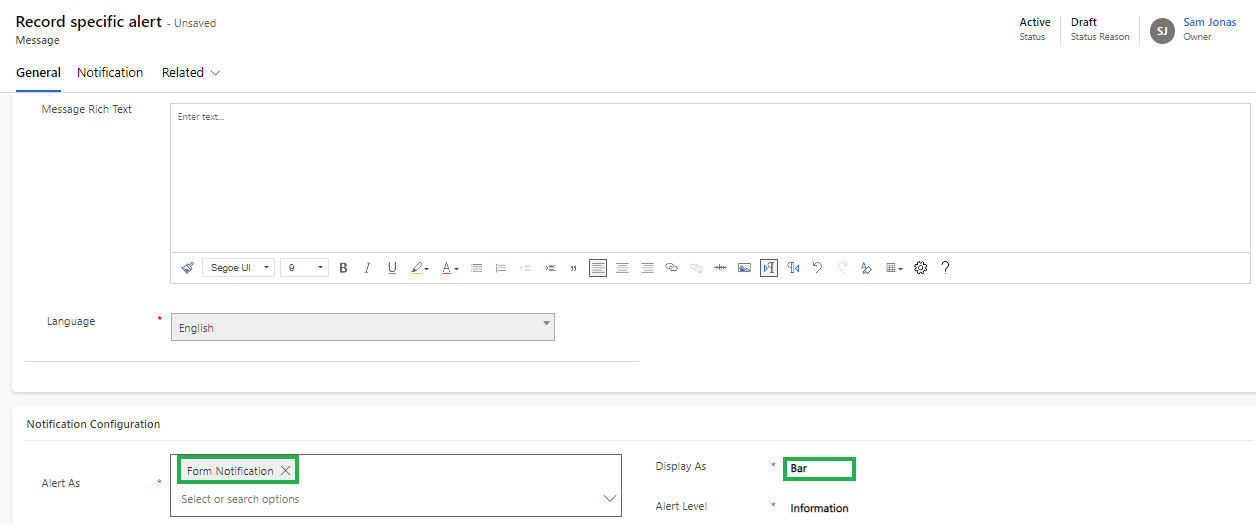 Record specific alert - Unsaved
Message
Active
Status
Draft
Status Reason
SJ
Sam Jonas
Owner
General Notification Related
Message Rich Text
Enter text...
Segoe UI 9 B I U A " abc ?
Language * English
Notification Configuration
Alert As * Form Notification
Select or search options
Display As * Bar
Alert Level * Information